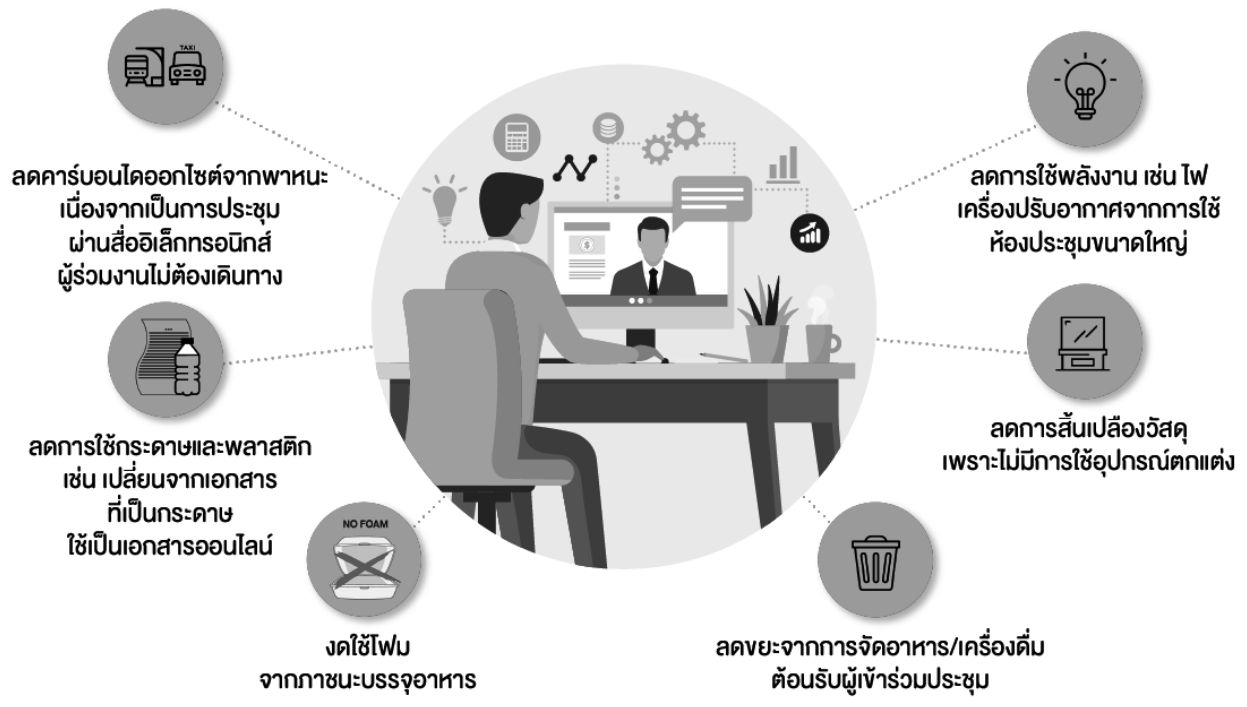 TAXI
ลดคาร์บอนไดออกไซต์จากพาหนะ
เนื่องจากเป็นการประชุม
ผ่านสื่ออิเล็กทรอนิกส์
ผู้ร่วมงานไม่ต้องเดินทาง
ลดการใช้กระดาษและพลาสติก
เช่น เปลี่ยนจากเอกสาร
ที่เป็นกระดาษ
ใช้เป็นเอกสารออนไลน์
NO FOAM
งดใช้โฟม
จากภาชนะบรรจุอาหาร
ลดการใช้พลังงาน เช่น ไฟ
เครื่องปรับอากาศจากการใช้
ห้องประชุมขนาดใหญ่
ลดการสิ้นเปลืองวัสดุ
เพราะไม่มีการใช้อุปกรณ์ตกแต่ง
ลดขยะจากการจัดอาหาร/เครื่องดื่ม
ต้อนรับผู้เข้าร่วมประชุม